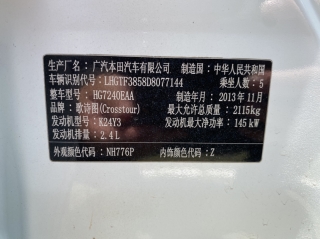 生产厂名：广汽本田汽车有限公司 制造国：中华人民共和国
车辆识别代号：LHGTF3858D8077144 乘坐人数：5
整车型号：HG7240EAA 制造年月：2013年11月
品牌：歌诗图(Crosstour) 最大允许总质量：2115kg
发动机型号：K24Y3 发动机最大净功率：145kW
发动机排量：2.4L
外观颜色代码：NH776P 内饰颜色代码：Z